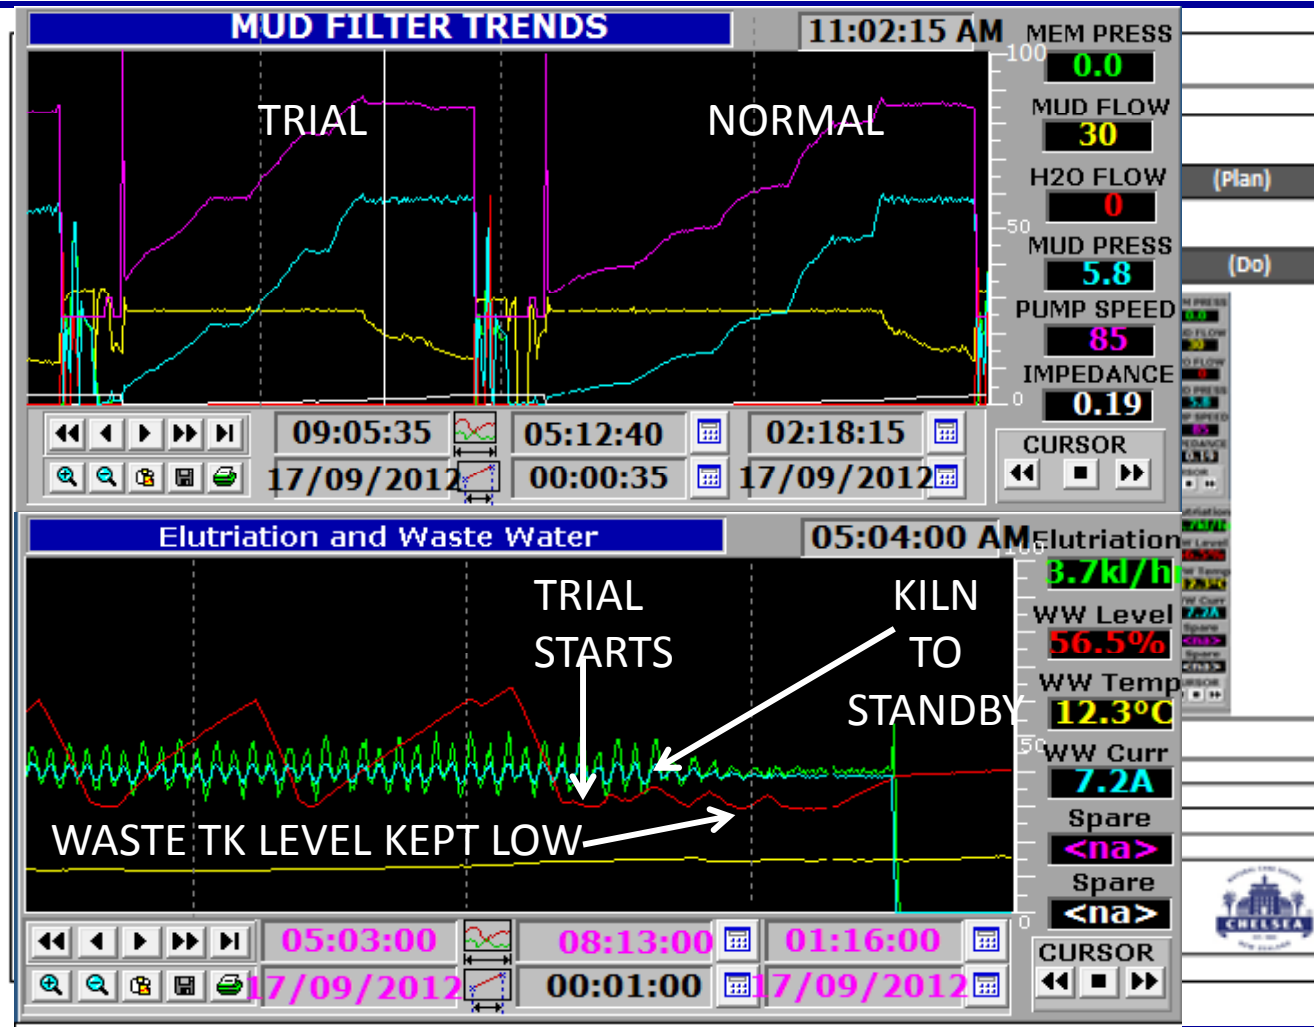 MUD FILTER TRENDS
11:02:15 AM
MEM PRESS
0.0
100
TRIAL
NORMAL
MUD FLOW
30
H2O FLOW
0
(Plan)
50
MUD PRESS
5.8
(Do)
PUMP SPEED
85
IMPEDANCE
0.19
0
09:05:35
05:12:40
02:18:15
CURSOR
17/09/2012
00:00:35
17/09/2012
Elutriation and Waste Water
05:04:00 AM
Elutriation
3.7kl/h
TRIAL
STARTS
KILN
TO
STANDBY
WW Level
56.5%
WW Temp
12.3°C
50
WW Curr
7.2A
WASTE TK LEVEL KEPT LOW
Spare
<na>
Spare
<na>
0
CHELSEA
05:03:00
08:13:00
01:16:00
CURSOR
17/09/2012
00:01:00
17/09/2012